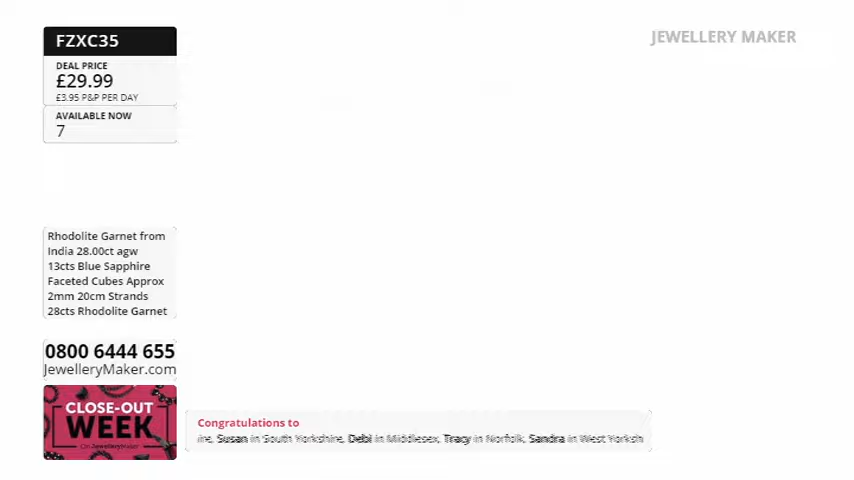 FZXC35
DEAL PRICE
£29.99
£3.95 P&P PER DAY
AVAILABLE NOW
7
JEWELLERY MAKER
Rhodolite Garnet from
India 28.00ct agw
13cts Blue Sapphire
Faceted Cubes Approx
2mm 20cm Strands
28cts Rhodolite Garnet
0800 6444 655
JewelleryMaker.com
CLOSE-OUT
WEEK
On JewelleryMaker
Congratulations to
ire, Susan in South Yorkshire, Debi in Middlesex, Tracy in Norfolk, Sandra in West Yorksh